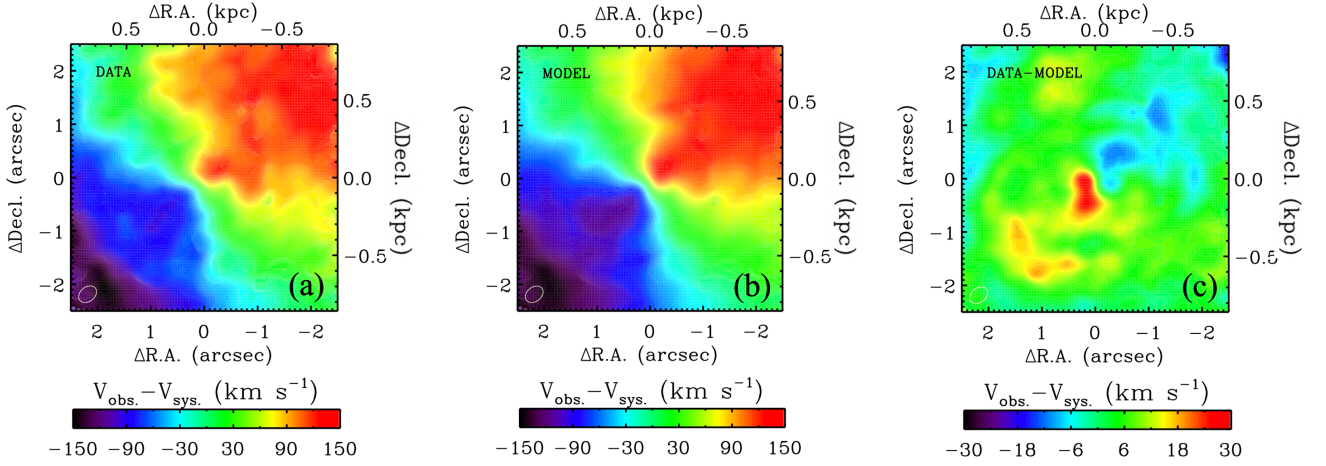 ΔR.A. (kpc)
0.5 0.0 −0.5
DATA
2
1
0
−1
−2
ΔDecl. (arcsec)
0.5
0.0
−0.5
ΔDecl. (kpc)
(a)
2 1 0 −1 −2
ΔR.A. (arcsec)
Vobs.−Vsys. (km s−1)
−150 −90 −30 30 90 150
ΔR.A. (kpc)
0.5 0.0 −0.5
MODEL
2
1
0
−1
−2
ΔDecl. (arcsec)
0.5
0.0
−0.5
ΔDecl. (kpc)
(b)
2 1 0 −1 −2
ΔR.A. (arcsec)
Vobs.−Vsys. (km s−1)
−150 −90 −30 30 90 150
ΔR.A. (kpc)
0.5 0.0 −0.5
DATA−MODEL
2
1
0
−1
−2
ΔDecl. (arcsec)
0.5
0.0
−0.5
ΔDecl. (kpc)
(c)
2 1 0 −1 −2
ΔR.A. (arcsec)
Vobs.−Vsys. (km s−1)
−30 −18 −6 6 18 30